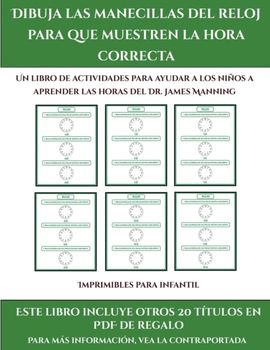 Dibuja las manecillas del reloj
para que muestren la hora
correcta
Un libro de actividades para ayudar a los niños a
aprender las horas del Dr. James Manning
Imprimibles para infantil
Este libro incluye otros 20 títulos en
PDF de regalo
Para más información, vea la contraportada